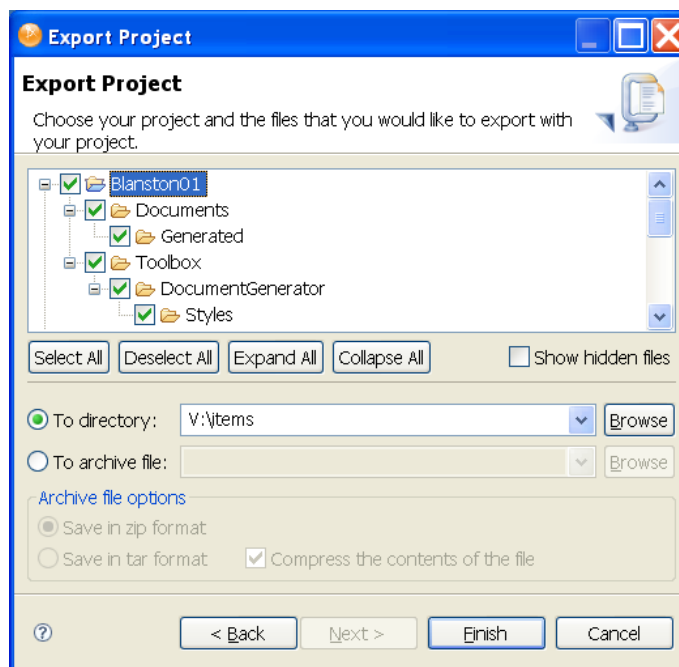 Export Project
Export Project
Choose your project and the files that you would like to export with
your project.
Blanston01
Documents
Generated
Toolbox
DocumentGenerator
Styles
Select All Deselect All Expand All Collapse All Show hidden files
To directory: V:\items Browse
To archive file: Browse
Archive file options
Save in zip format
Save in tar format Compress the contents of the file
? < Back Next > Finish Cancel